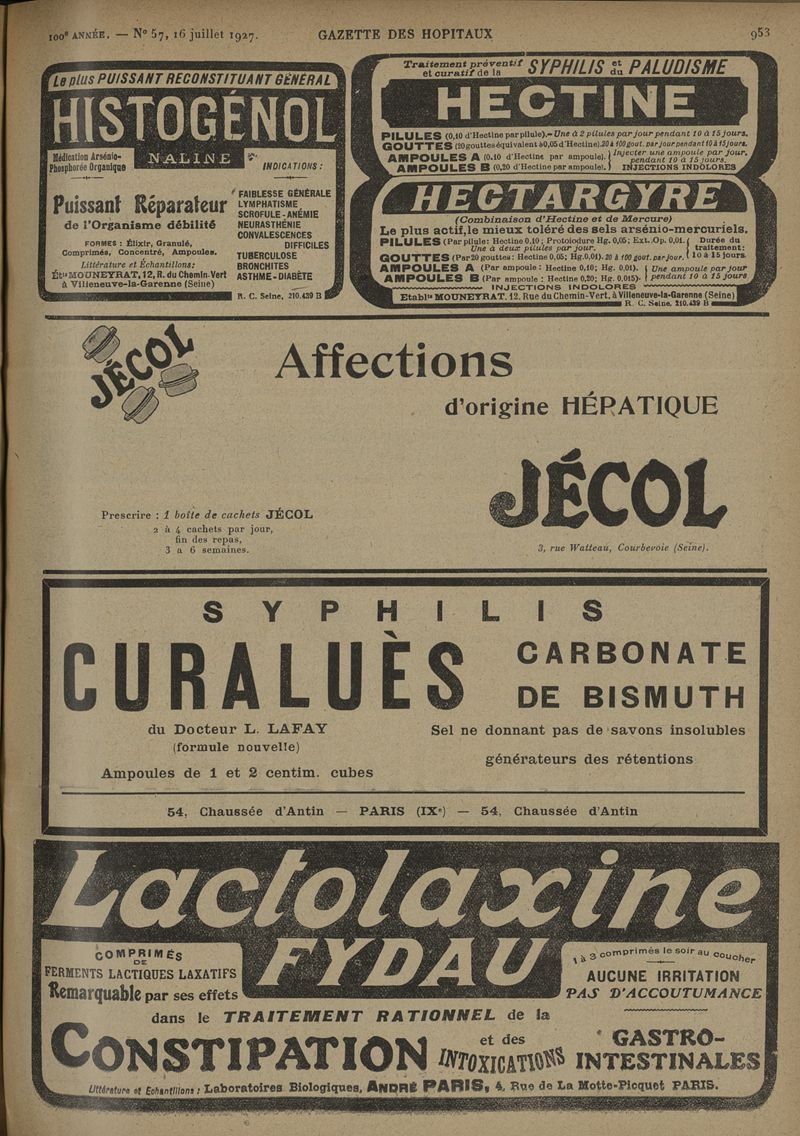 100e ANNÉE. — N° 57, 16 juillet 1927. GAZETTE DES HOPITAUX 953
Le plus PUISSANT RECONSTITUANT GÉNÉRAL
HISTOGÉNOL
Médication Arsénio-
Phosphorée Organique
NALINE
INDICATIONS :
Puissant Réparateur
de l'Organisme débilité
FORMES : Élixir, Granulé,
Comprimés, Concentré, Ampoules.
Littérature et Échantillons:
Étts MOUNEYRAT, 12, R. du Chemin-Vert
à Villeneuve-la-Garenne (Seine)
FAIBLESSE GÉNÉRALE
LYMPHATISME
SCROFULE-ANÉMIE
NEURASTHÉNIE
CONVALESCENCES
DIFFICILES
TUBERCULOSE
BRONCHITES
ASTHME-DIABÈTE
R. C. Seine, 210.439 B
Traitement préventif et curatif de la SYPHILIS et du PALUDISME
HECTINE
PILULES (0,10 d'Hectine par pilule).- Une à 2 pilules par jour pendant 10 à 15 jours.
GOUTTES (20 gouttes équivalent à 0,05 d'Hectine). 20 à 100 gout. par jour pendant 10 à 15 jours.
AMPOULES A (0.10 d'Hectine par ampoule). Injecter une ampoule par jour.
pendant 10 à 15 jours.
AMPOULES B (0,20 d'Hectine par ampoule). INJECTIONS INDOLORES
HECTARGYRE
(Combinaison d'Hectine et de Mercure)
Le plus actif, le mieux toléré des sels arsénio-mercuriels.
PILULES (Par pilule: Hectine 0,10; Protoiodure Hg. 0,05; Ext. Op. 0,01.
Une à deux pilules par jour.
GOUTTES (Par 20 gouttes: Hectine 0,05; Hg. 0.01). 20 à 100 gout. par jour.
Durée du
traitement:
10 à 15 jours.
AMPOULES A (Par ampoule : Hectine 0,10; Hg. 0,01).
AMPOULES B (Par ampoule : Hectine 0,20; Hg. 0,015).
Une ampoule par jour
pendant 10 à 15 jours
INJECTIONS INDOLORES
Etablts MOUNEYRAT, 12, Rue du Chemin-Vert, à Villeneuve-la-Garenne (Seine)
R. C. Seine, 210.439 B
JÉCOL
Affections
d'origine HÉPATIQUE
JÉCOL
Prescrire : 1 boîte de cachets JÉCOL
2 à 4 cachets par jour,
fin des repas,
3 a 6 semaines.
3, rue Watteau, Courbevoie (Seine).
SYPHILIS
CURALUÈS
CARBONATE
DE BISMUTH
du Docteur L. LAFAY
(formule nouvelle)
Ampoules de 1 et 2 centim. cubes
Sel ne donnant pas de savons insolubles
générateurs des rétentions
54, Chaussée d'Antin — PARIS (IXe) — 54, Chaussée d'Antin
Lactolaxine
FYDAU
COMPRIMÉS
DE
FERMENTS LACTIQUES LAXATIFS
Remarquable par ses effets
1 à 3 comprimés le soir au coucher
AUCUNE IRRITATION
PAS D'ACCOUTUMANCE
dans le TRAITEMENT RATIONNEL de la
CONSTIPATION et des INTOXICATIONS GASTRO-
INTESTINALES
Littérature et Echantillons : Laboratoires Biologiques, ANDRÉ PARIS, 4, Rue de La Motte-Picquet PARIS.